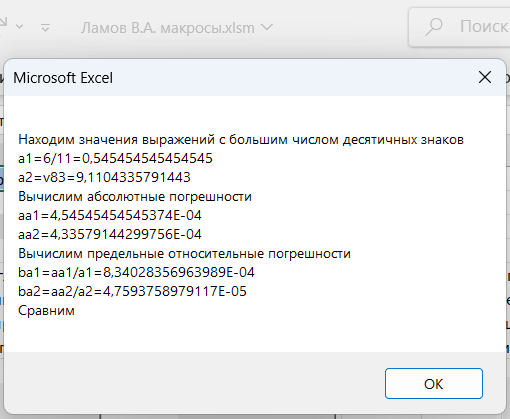 Ламов В.А. макросы.xlsm
Поиск
Microsoft Excel
Находим значения выражений с большим числом десятичных знаков
a1=6/11=0,545454545454545
a2=v83=9,1104335791443
Вычислим абсолютные погрешности
aa1=4,54545454545374E-04
aa2=4,33579144299756E-04
Вычислим предельные относительные погрешности
ba1=aa1/a1=8,34028356963989E-04
ba2=aa2/a2=4,7593758979117E-05
Сравним
ОК